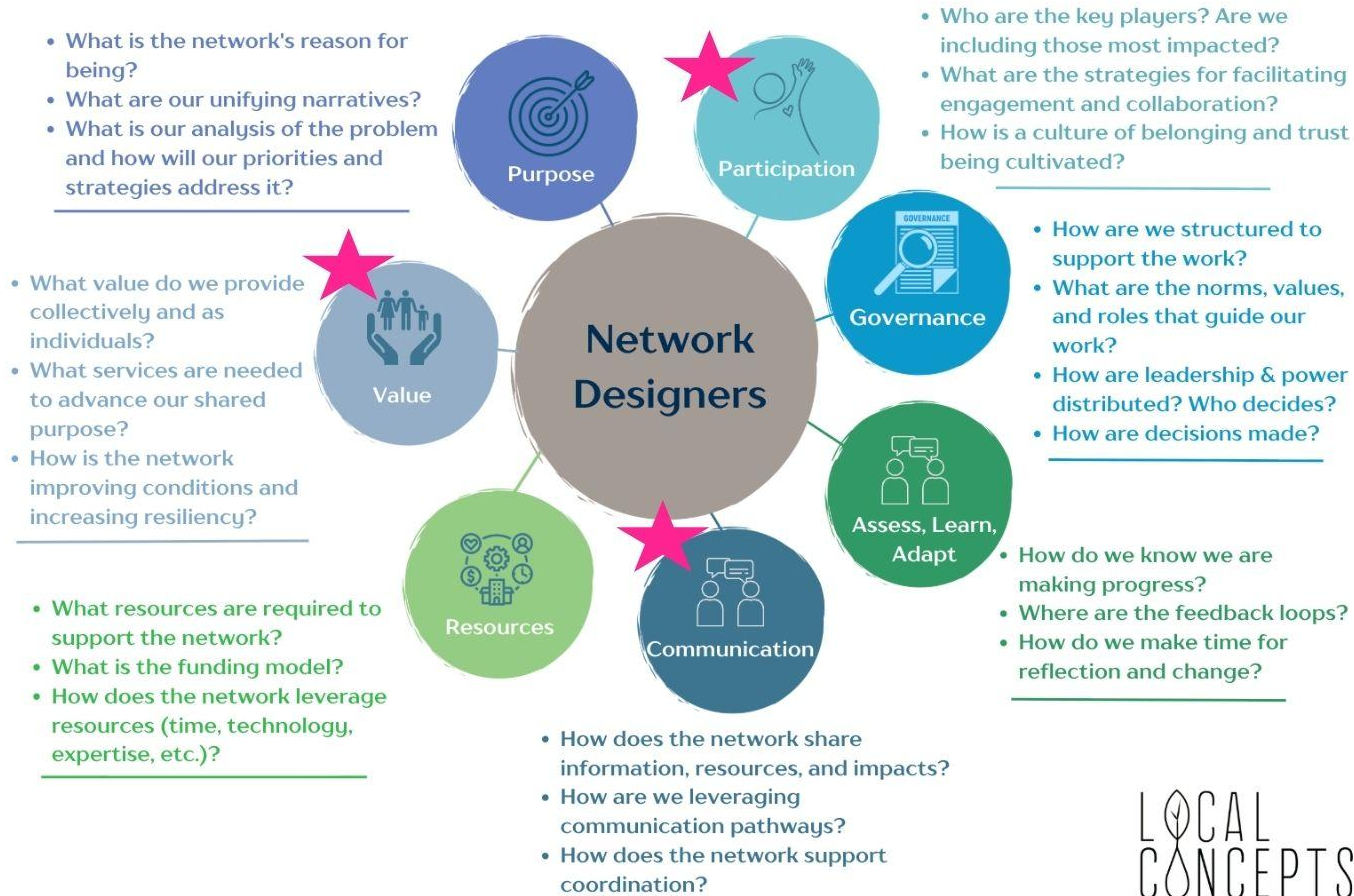 • What is the network's reason for
being?
• What are our unifying narratives?
• What is our analysis of the problem
and how will our priorities and
strategies address it?
Purpose
Participation
• Who are the key players? Are we
including those most impacted?
• What are the strategies for facilitating
engagement and collaboration?
• How is a culture of belonging and trust
being cultivated?
GOVERNANCE
Governance
• How are we structured to
support the work?
• What are the norms, values,
and roles that guide our
work?
• How are leadership & power
distributed? Who decides?
• How are decisions made?
Network
Designers
• What value do we provide
collectively and as
individuals?
• What services are needed
to advance our shared
purpose?
• How is the network
improving conditions and
increasing resiliency?
Value
Assess, Learn,
Adapt
• How do we know we are
making progress?
• Where are the feedback loops?
• How do we make time for
reflection and change?
$
Resources
• What resources are required to
support the network?
• What is the funding model?
• How does the network leverage
resources (time, technology,
expertise, etc.)?
Communication
• How does the network share
information, resources, and impacts?
• How are we leveraging
communication pathways?
• How does the network support
coordination?
LOCAL
CONCEPTS